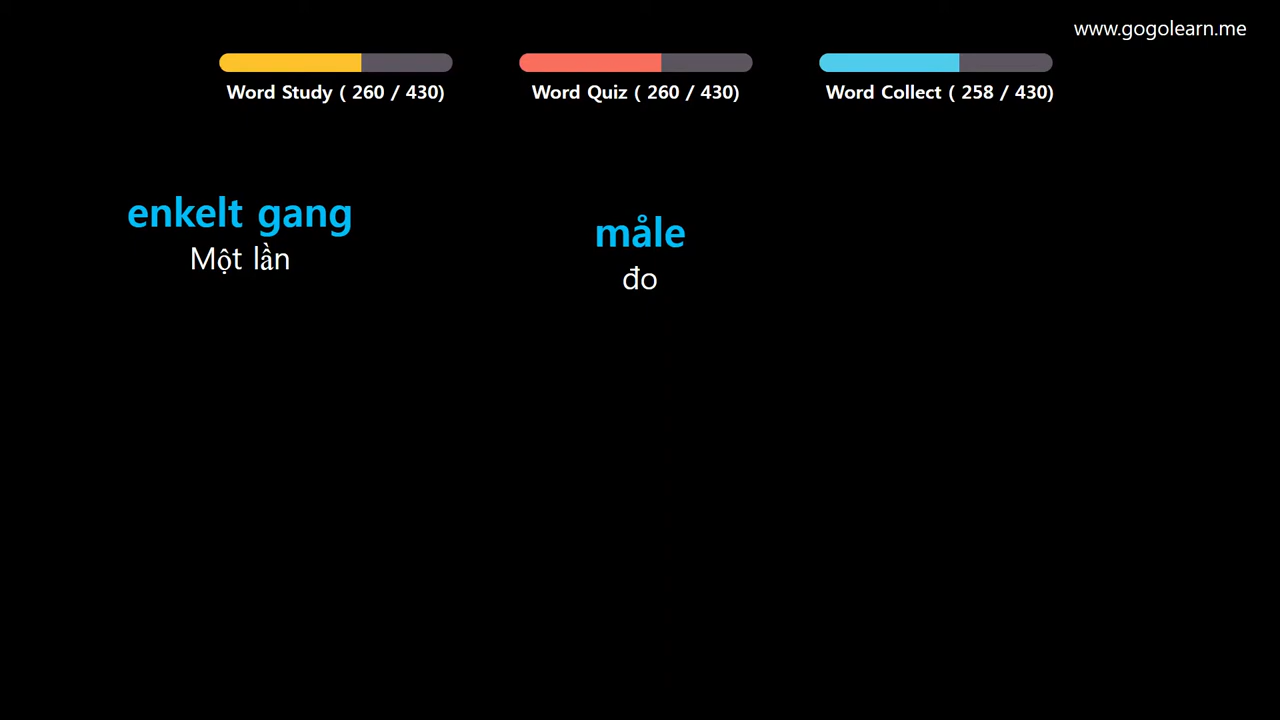 www.gogolearn.me
Word Study ( 260 / 430)
Word Quiz ( 260 / 430)
Word Collect ( 258 / 430)
enkelt gang
Một lần
måle
đo